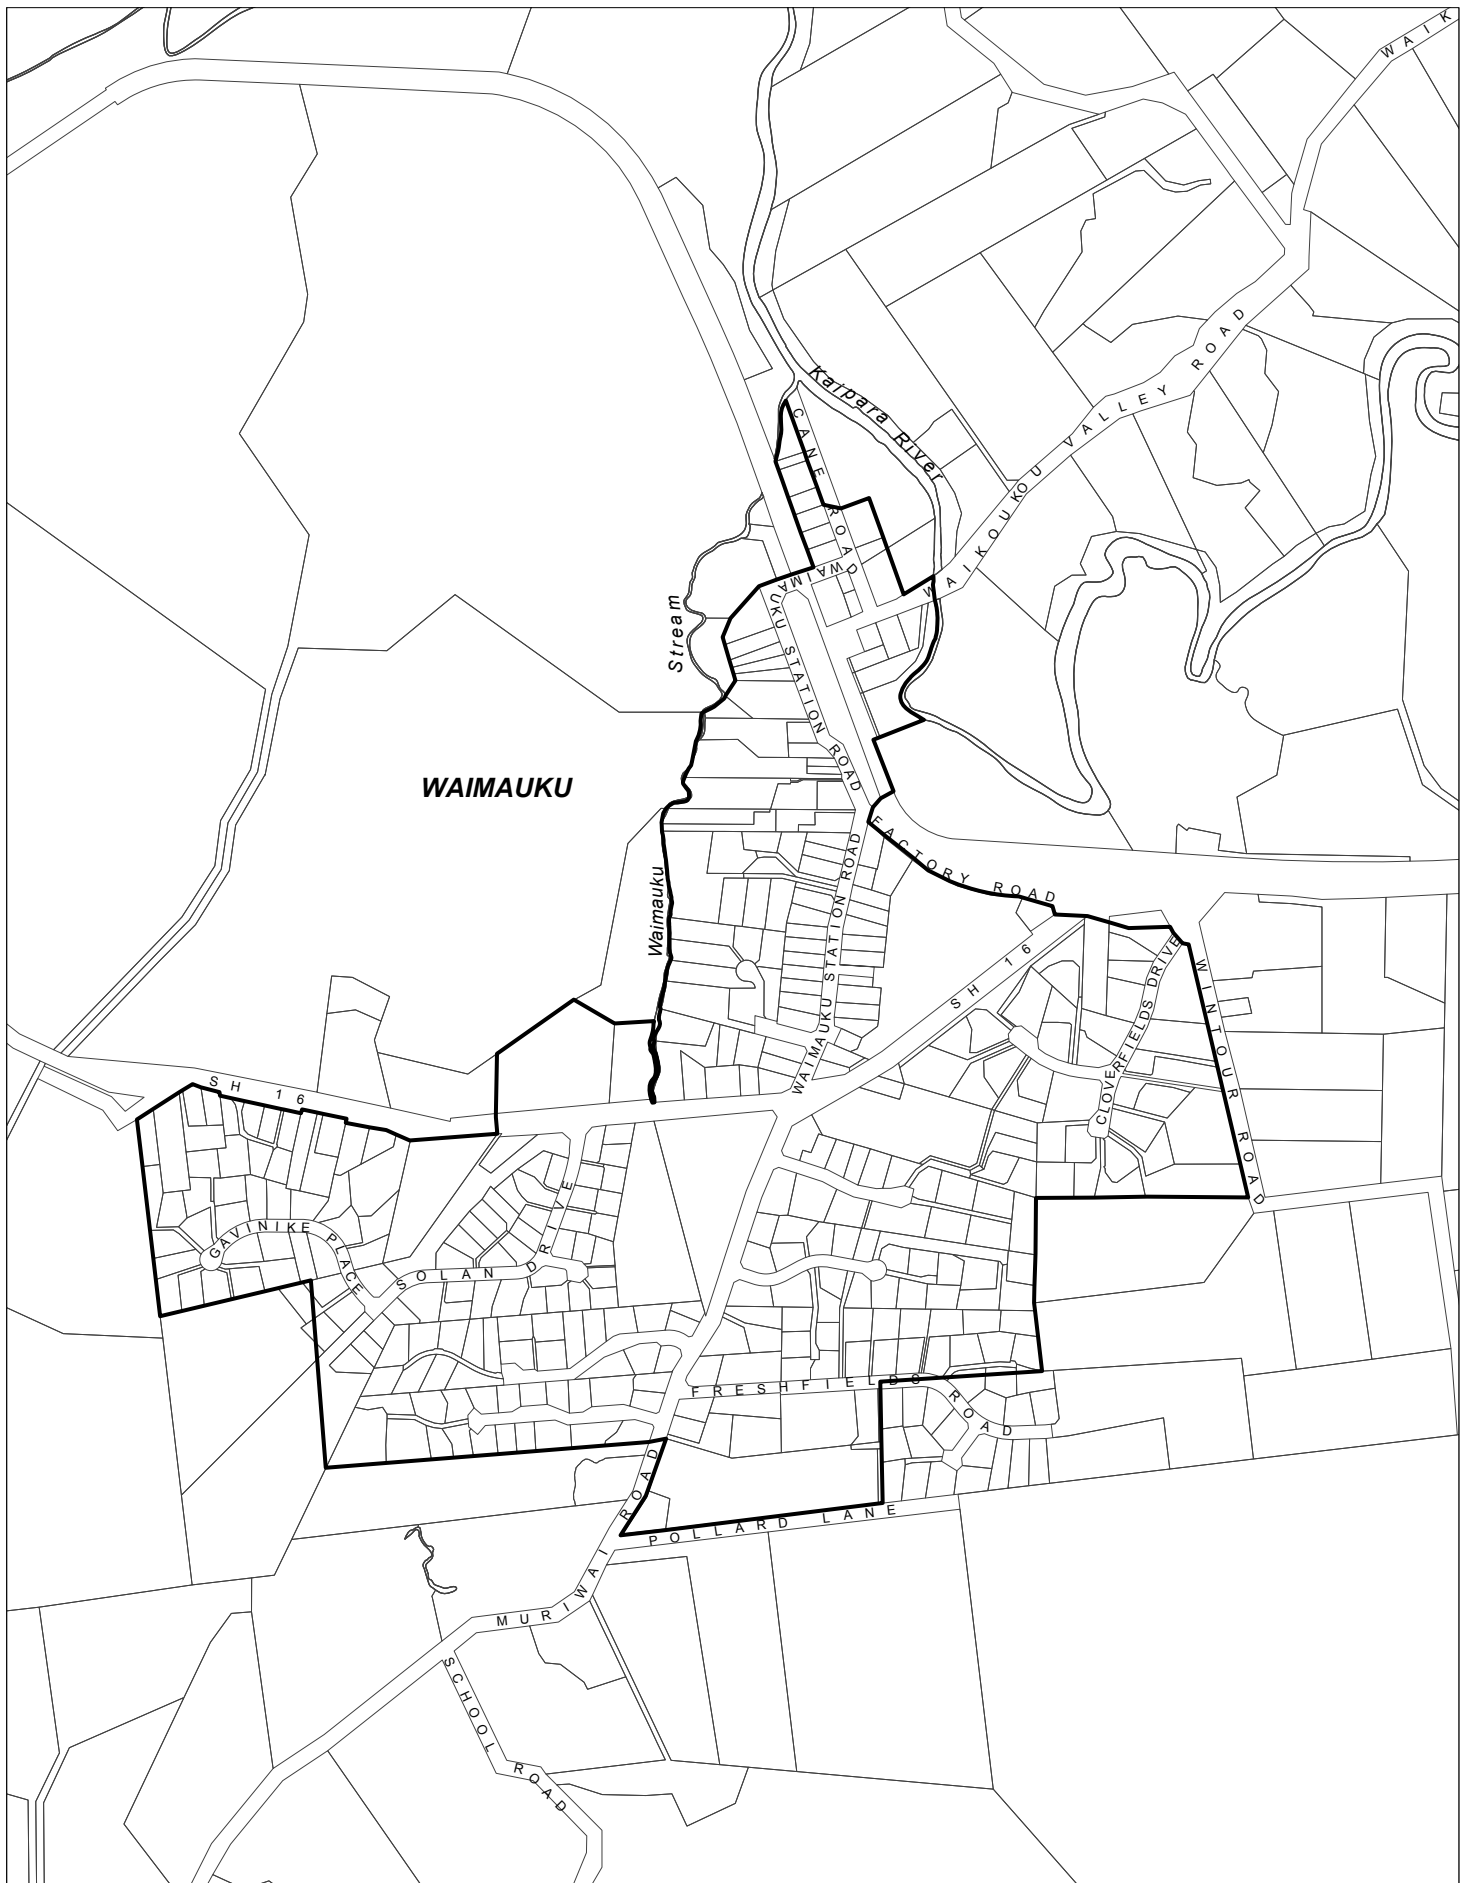 WAIK
Kaipara River
CANE ROAD
WAIKOUKOU VALLEY ROAD
WAIMAUKU STATION ROAD
Stream
WAIMAUKU
FACTORY ROAD
WAIMAUKU STATION ROAD
Waimauku
SH 16
CLOVERFIELDS DRIVE
WINTOUR ROAD
SH 16
GAVINIKE PLACE
SOLAN DRIVE
FRESHFIELDS ROAD
POLLARD LANE
MURIWAI ROAD
SCHOOL ROAD